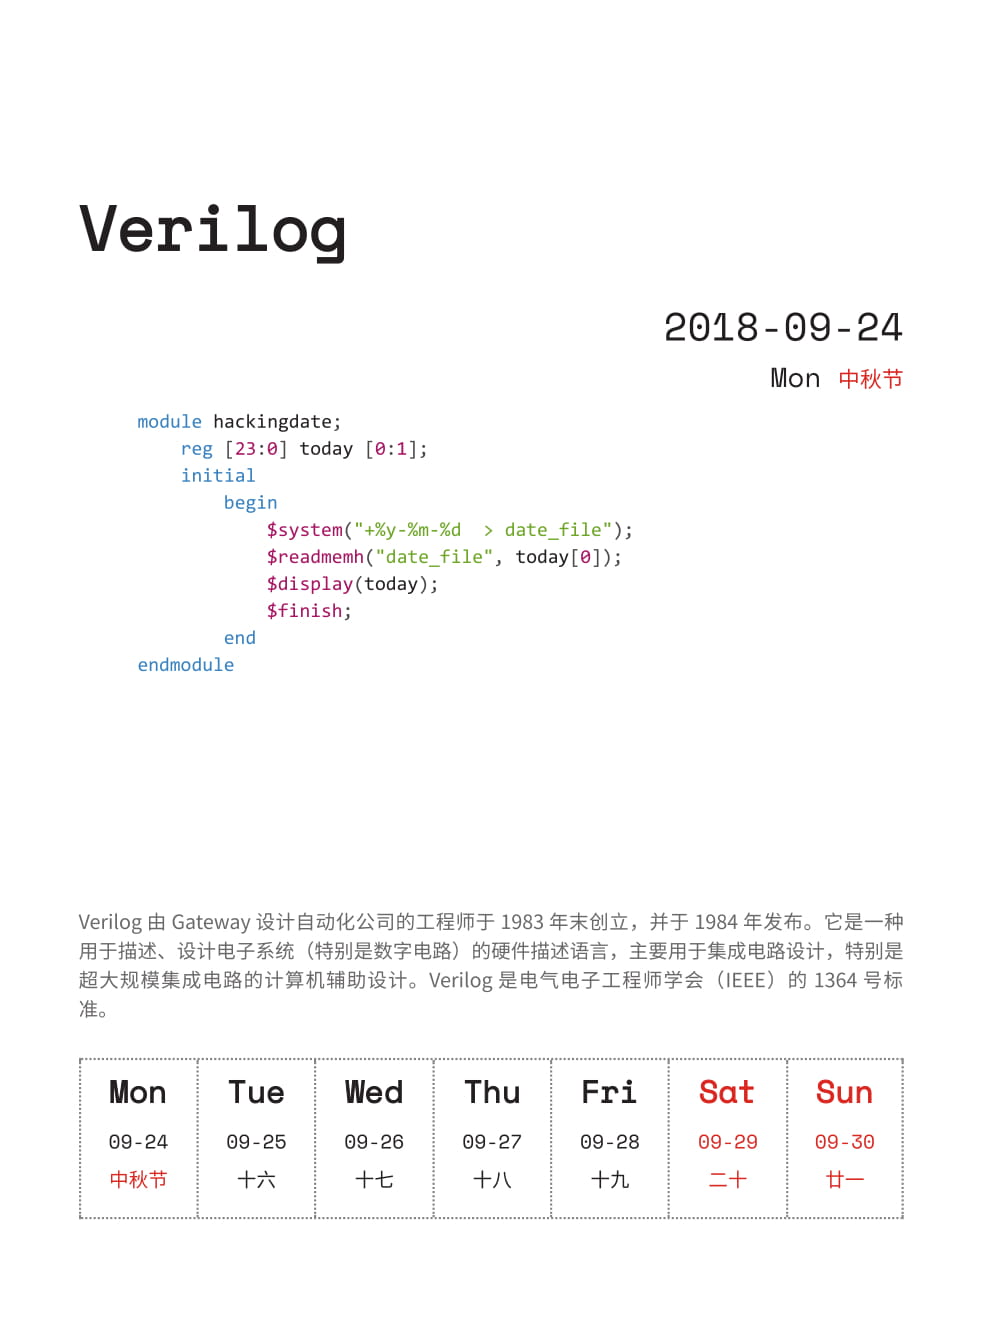 Verilog
2018-09-24
Mon 中秋节
module hackingdate;
    reg [23:0] today [0:1];
    initial
        begin
            $system("+%y-%m-%d  > date_file");
            $readmemh("date_file", today[0]);
            $display(today);
            $finish;
        end
endmodule
Verilog 由 Gateway 设计自动化公司的工程师于 1983 年末创立，并于 1984 年发布。它是一种
用于描述、设计电子系统（特别是数字电路）的硬件描述语言，主要用于集成电路设计，特别是
超大规模集成电路的计算机辅助设计。Verilog 是电气电子工程师学会（IEEE）的 1364 号标
准。
Mon Tue Wed Thu Fri Sat Sun
09-24 09-25 09-26 09-27 09-28 09-29 09-30
中秋节 十六 十七 十八 十九 二十 廿一